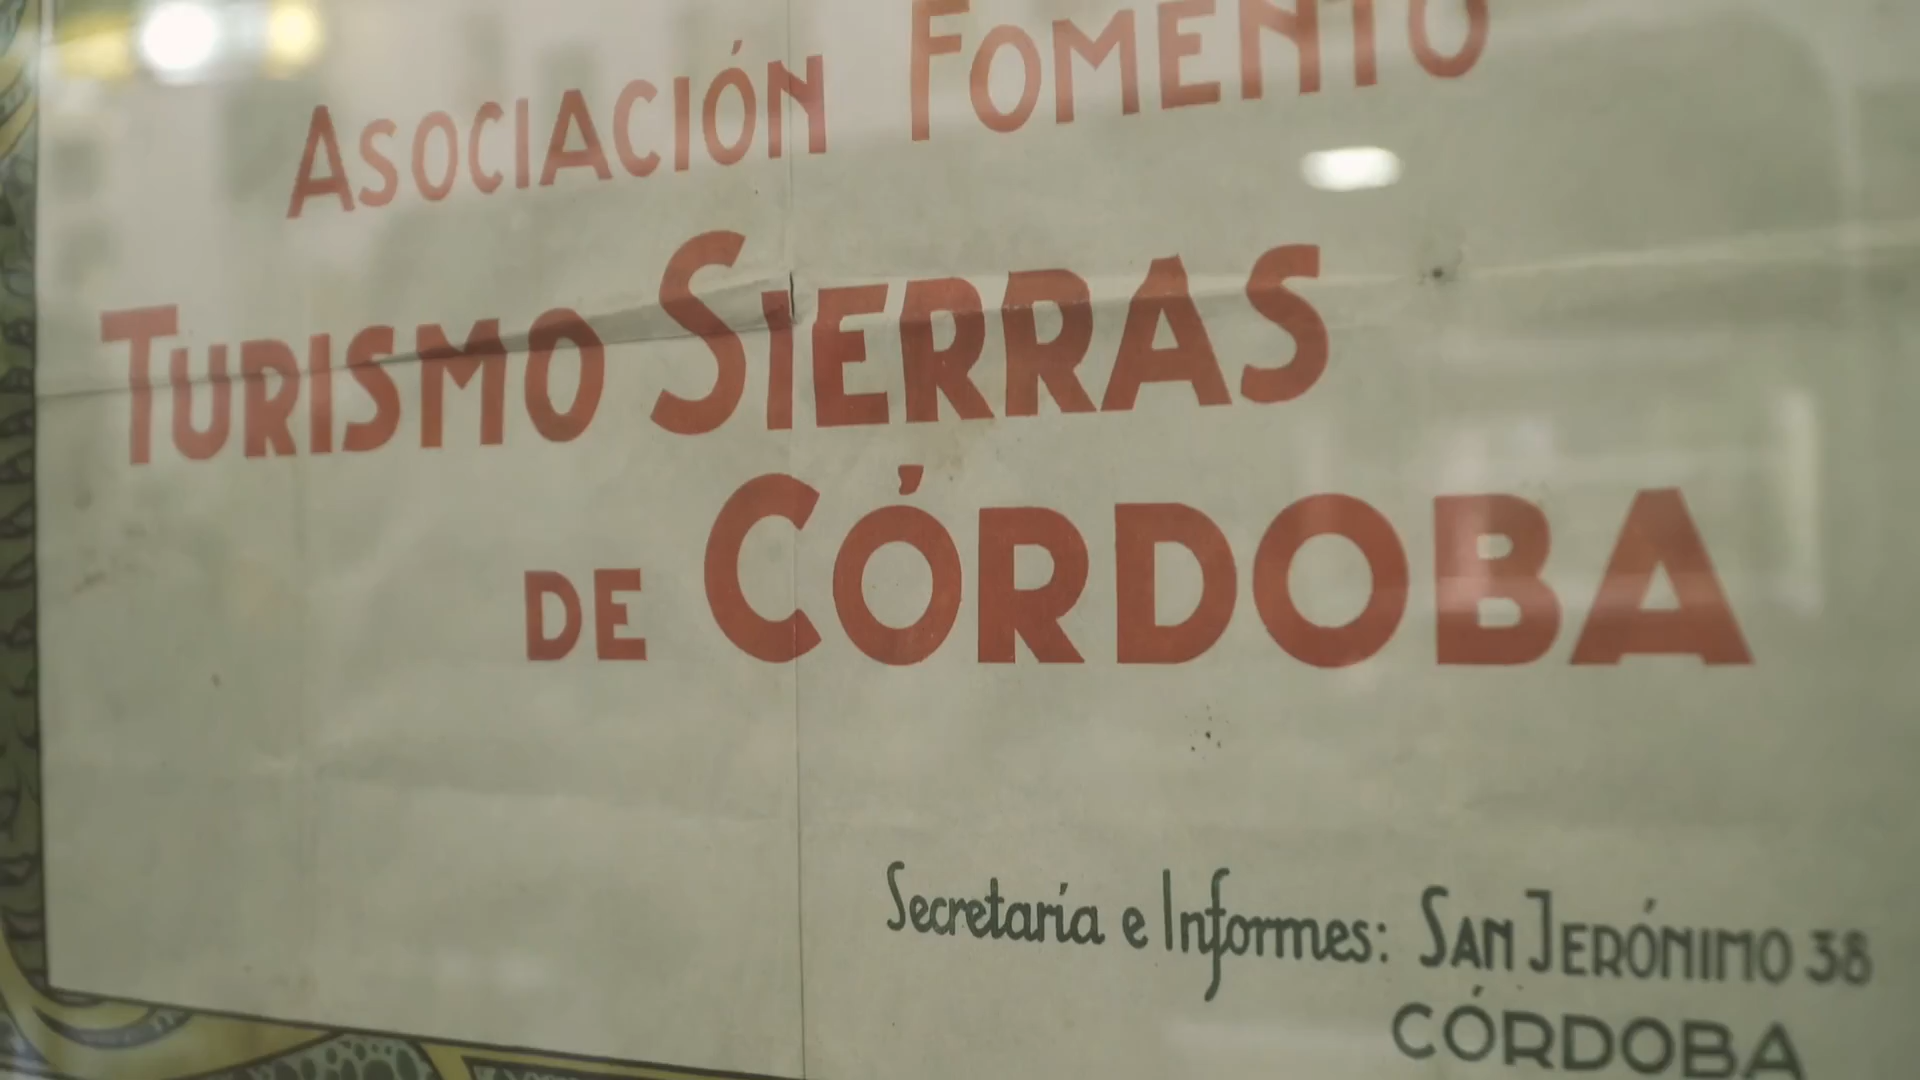 ASOCIACIÓN FOMENTO
TURISMO SIERRAS
DE CÓRDOBA
Secretaría e Informes: SAN JERÓNIMO 38
CÓRDOBA